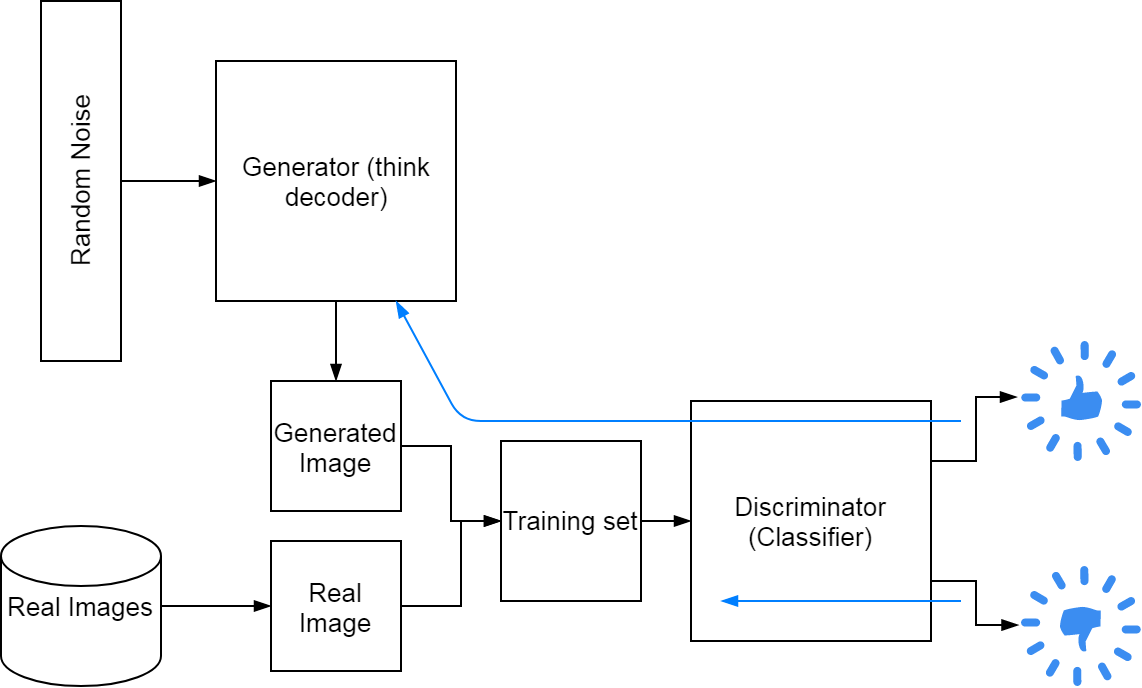 Random Noise
Generator (think
decoder)
Generated
Image
Training set
Discriminator
(Classifier)
Real Images
Real
Image